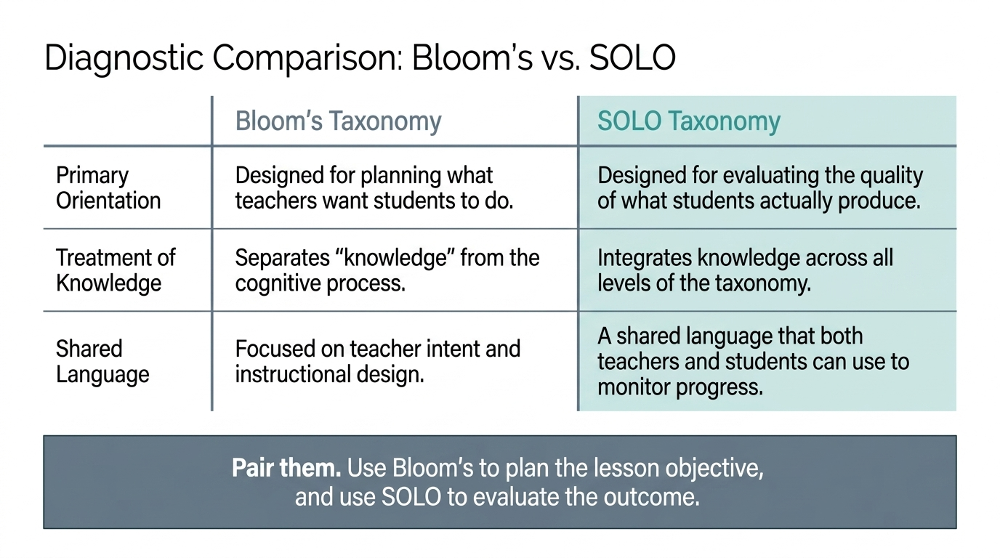 Diagnostic Comparison: Bloom’s vs. SOLO
Bloom’s Taxonomy
SOLO Taxonomy
Primary
Orientation
Designed for planning what
teachers want students to do.
Designed for evaluating the quality
of what students actually produce.
Treatment of
Knowledge
Separates “knowledge” from the
cognitive process.
Integrates knowledge across all
levels of the taxonomy.
Shared
Language
Focused on teacher intent and
instructional design.
A shared language that both
teachers and students can use to
monitor progress.
Pair them. Use Bloom’s to plan the lesson objective,
and use SOLO to evaluate the outcome.